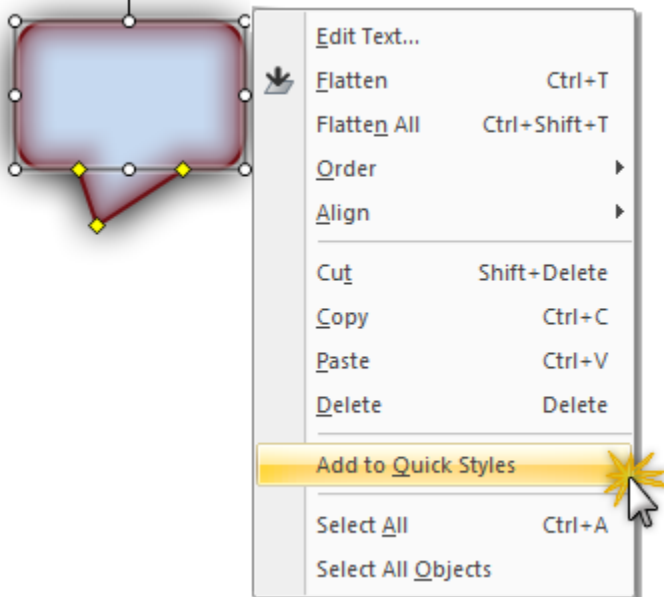 Edit Text...
Flatten Ctrl+T
Flatten All Ctrl+Shift+T
Order
Align
Cut Shift+Delete
Copy Ctrl+C
Paste Ctrl+V
Delete Delete
Add to Quick Styles
Select All Ctrl+A
Select All Objects